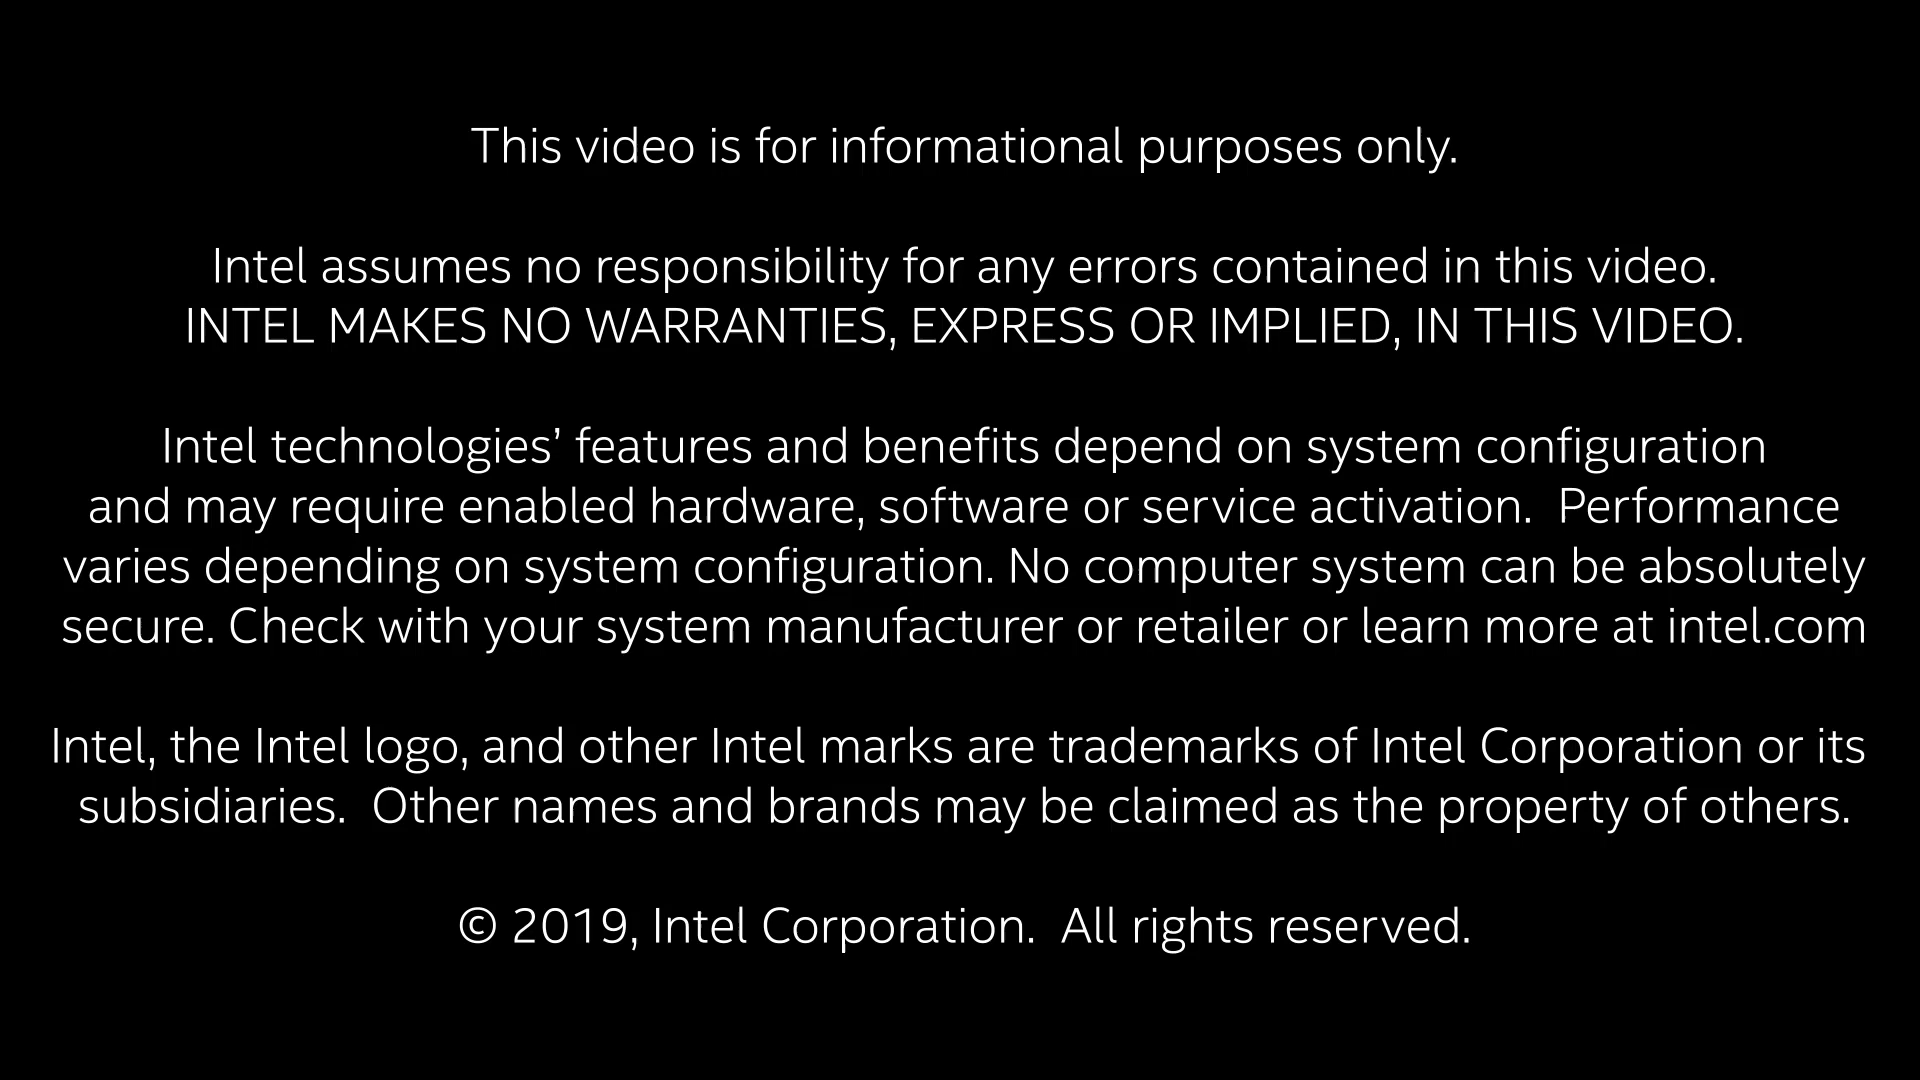 This video is for informational purposes only.
Intel assumes no responsibility for any errors contained in this video.
INTEL MAKES NO WARRANTIES, EXPRESS OR IMPLIED, IN THIS VIDEO.
Intel technologies’ features and benefits depend on system configuration
and may require enabled hardware, software or service activation.  Performance
varies depending on system configuration. No computer system can be absolutely
secure. Check with your system manufacturer or retailer or learn more at intel.com
Intel, the Intel logo, and other Intel marks are trademarks of Intel Corporation or its
subsidiaries.  Other names and brands may be claimed as the property of others.
© 2019, Intel Corporation.  All rights reserved.